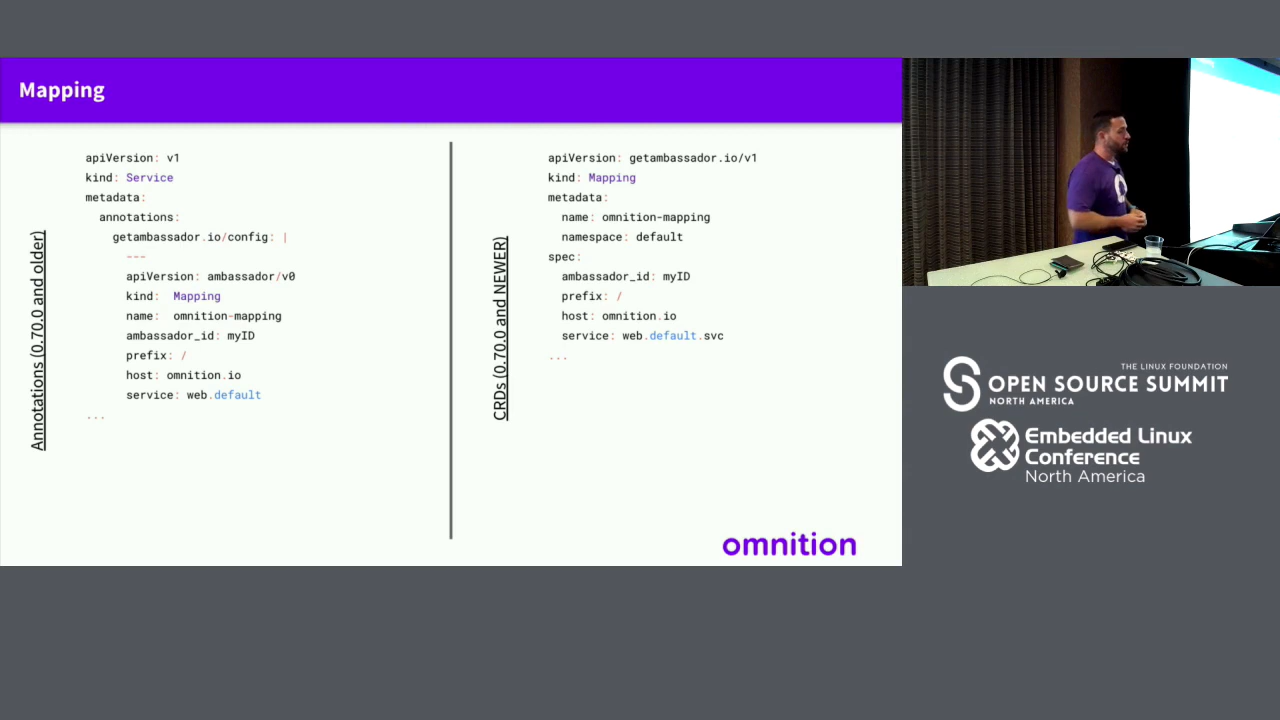 Mapping
Annotations (0.70.0 and older)
apiVersion: v1
kind: Service
metadata:
annotations:
getambassador.io/config: |
---
apiVersion: ambassador/v0
kind: Mapping
name: omnition-mapping
ambassador_id: myID
prefix: /
host: omnition.io
service: web.default
...
CRDs (0.70.0 and NEWER)
apiVersion: getambassador.io/v1
kind: Mapping
metadata:
name: omnition-mapping
namespace: default
spec:
ambassador_id: myID
prefix: /
host: omnition.io
service: web.default.svc
...
omnition
THE LINUX FOUNDATION
OPEN SOURCE SUMMIT
NORTH AMERICA
Embedded Linux
Conference
North America